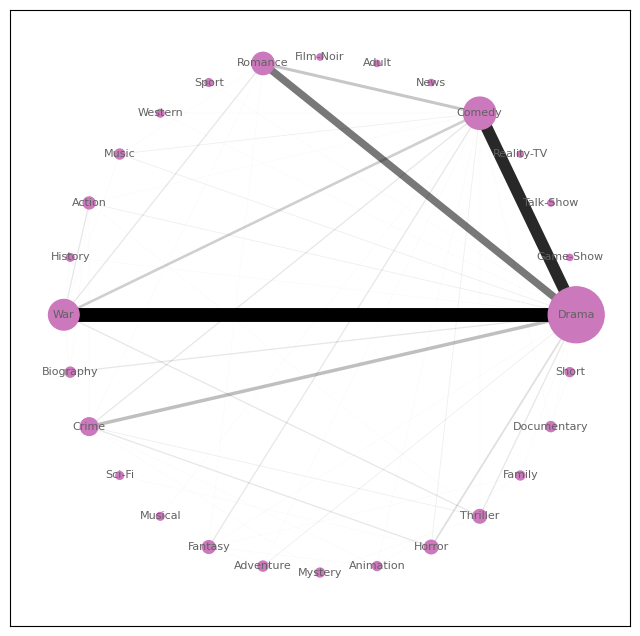 Film-Noir
Romance
Adult
Sport
News
Western
Comedy
Music
Reality-TV
Action
Talk-Show
History
Game-Show
War
Drama
Biography
Short
Crime
Documentary
Sci-Fi
Family
Musical
Thriller
Fantasy
Horror
Adventure
Animation
Mystery